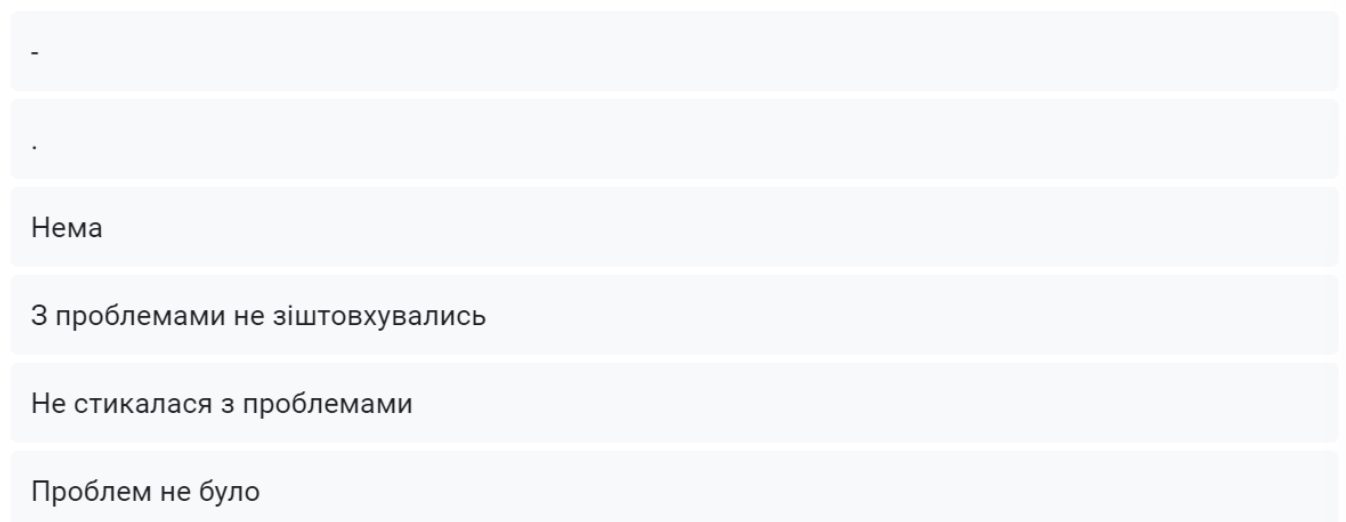 -
.
Нема
З проблемами не зіштовхувались
Не стикалася з проблемами
Проблем не було